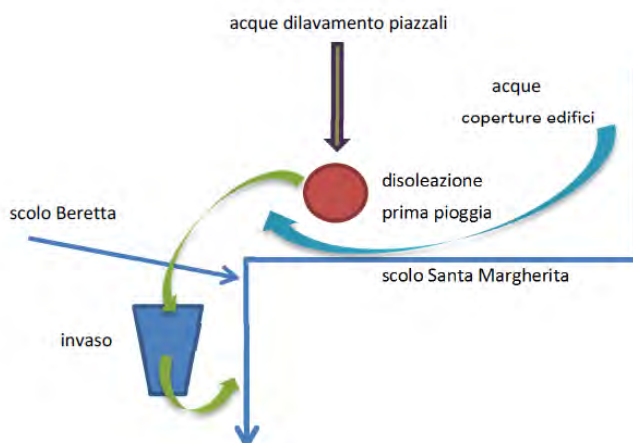 acque dilavamento piazzali
acque
coperture edifici
disoleazione
prima pioggia
scolo Beretta
scolo Santa Margherita
invaso